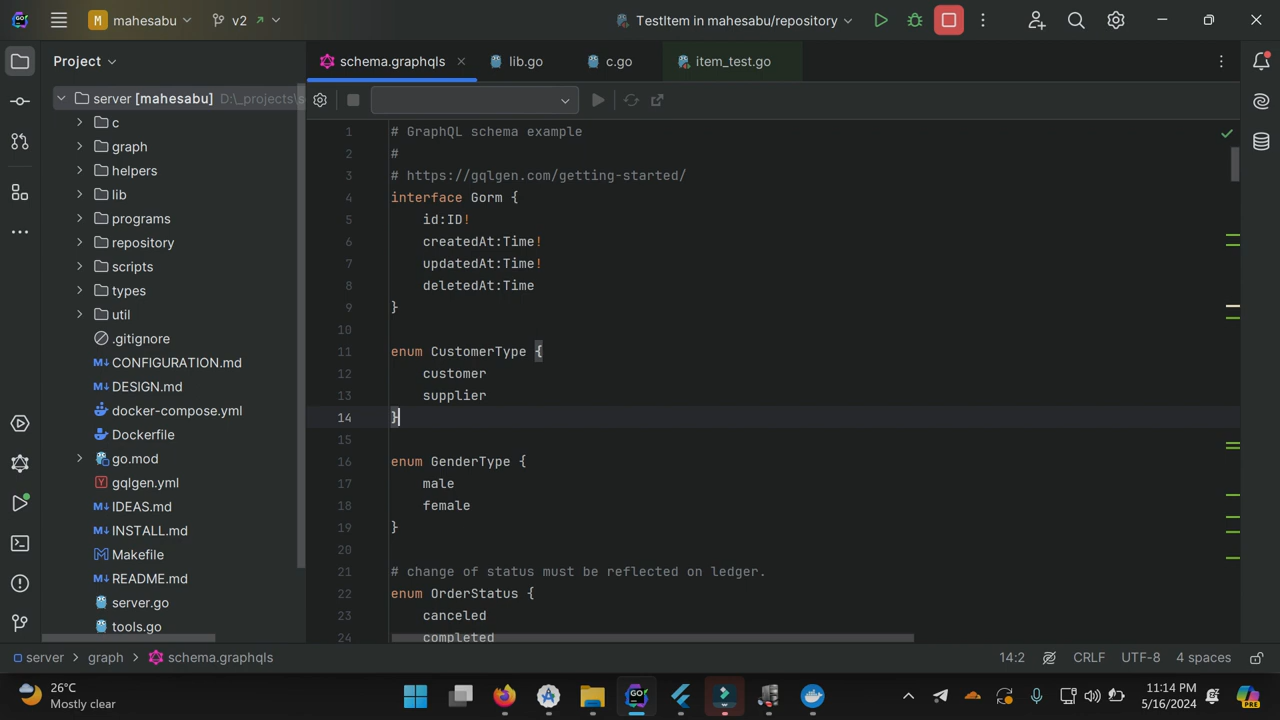 GO
M mahesabu
v2
TestItem in mahesabu/repository
Project
schema.graphqls
lib.go
c.go
item_test.go
server [mahesabu] D:\_projects\s
c
graph
helpers
lib
programs
repository
scripts
types
util
.gitignore
M↓ CONFIGURATION.md
M↓ DESIGN.md
docker-compose.yml
Dockerfile
go.mod
Y gqlgen.yml
M↓ IDEAS.md
M↓ INSTALL.md
Makefile
M↓ README.md
server.go
tools.go
1 # GraphQL schema example
2 #
3 # https://gqlgen.com/getting-started/
4 interface Gorm {
5 id:ID!
6 createdAt:Time!
7 updatedAt:Time!
8 deletedAt:Time
9 }
10
11 enum CustomerType {
12 customer
13 supplier
14 }
15
16 enum GenderType {
17 male
18 female
19 }
20
21 # change of status must be reflected on ledger.
22 enum OrderStatus {
23 canceled
24 completed
server > graph > schema.graphqls
14:2 CRLF UTF-8 4 spaces
26°C
Mostly clear
GO
11:14 PM
5/16/2024
PRE